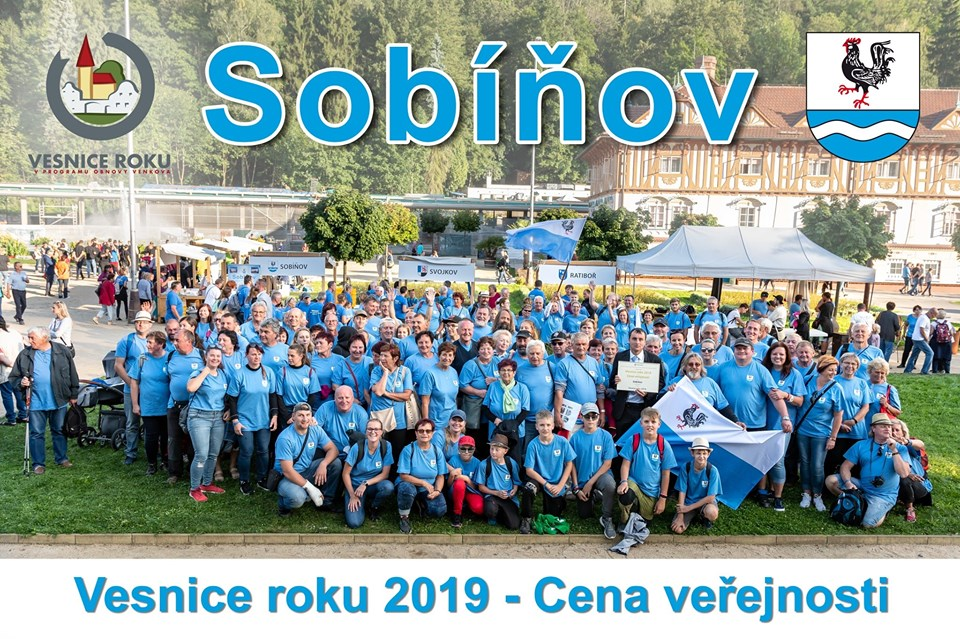 Sobíňov
VESNICE ROKU
V PROGRAMU OBNOVY VENKOVA
SOBÍŇOV
SVOJKOV
RATIBOŘ
Vesnice roku 2019 - Cena veřejnosti